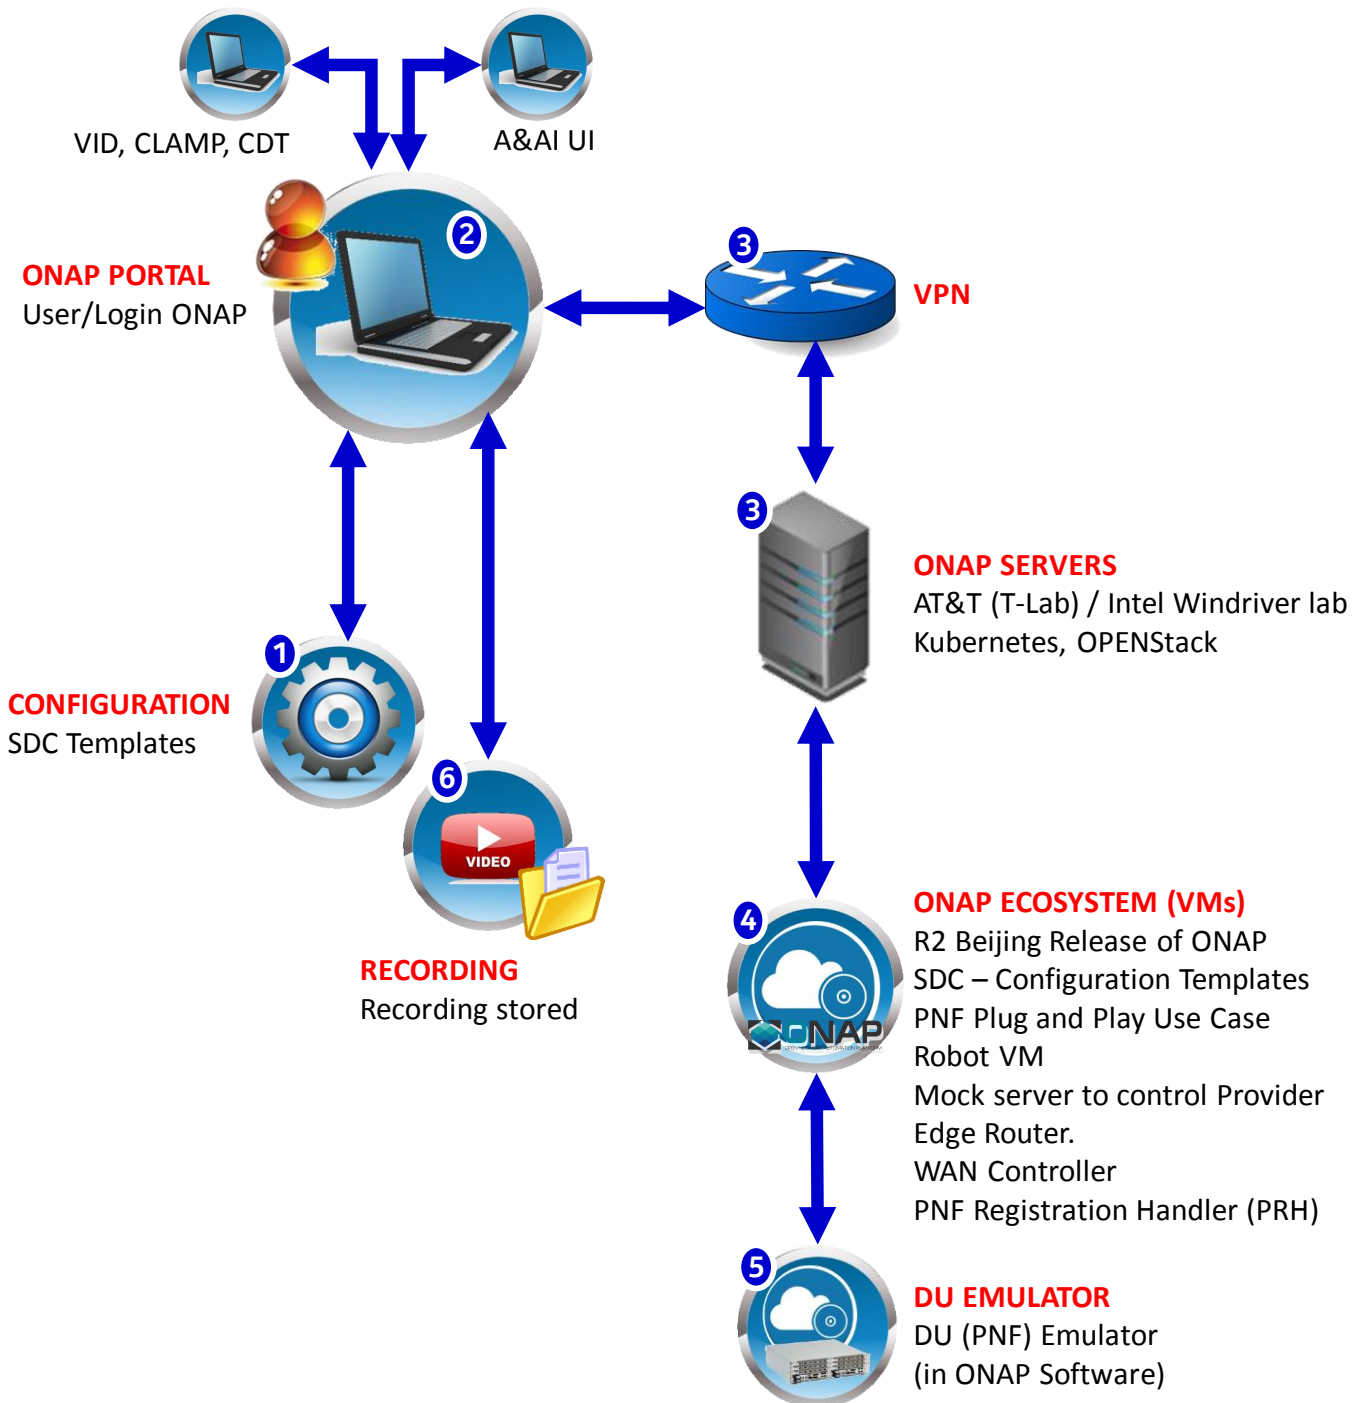 VID, CLAMP, CDT
A&AI UI
2
ONAP PORTAL
User/Login ONAP
3
VPN
3
ONAP SERVERS
AT&T (T-Lab) / Intel Windriver lab
Kubernetes, OPENStack
1
CONFIGURATION
SDC Templates
6
VIDEO
RECORDING
Recording stored
4
ONAP
ONAP ECOSYSTEM (VMs)
R2 Beijing Release of ONAP
SDC – Configuration Templates
PNF Plug and Play Use Case
Robot VM
Mock server to control Provider
Edge Router.
WAN Controller
PNF Registration Handler (PRH)
5
DU EMULATOR
DU (PNF) Emulator
(in ONAP Software)